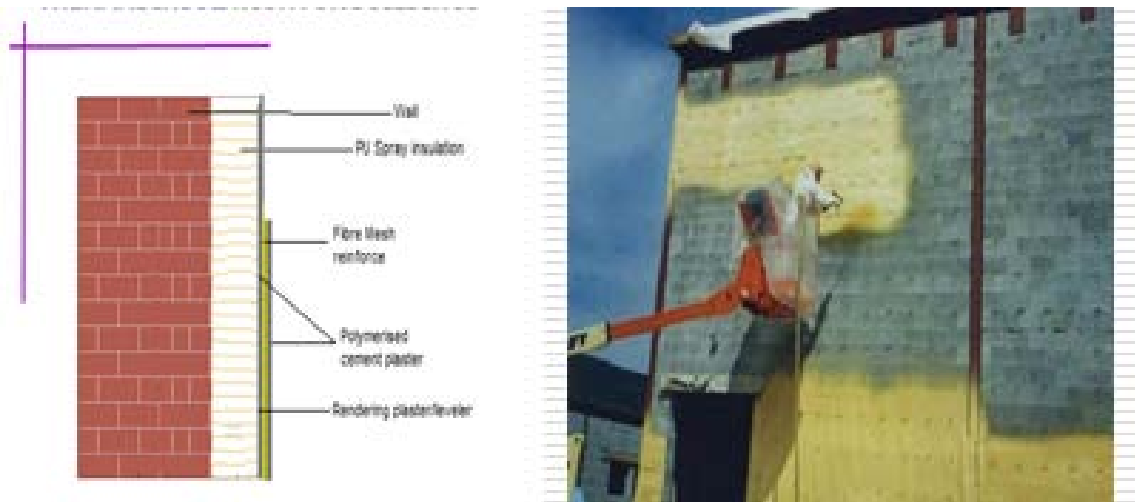 Wall
PU Spray insulation
Fibre Mesh
reinforce
Polymerised
cement plaster
Rendering plaster/leveler